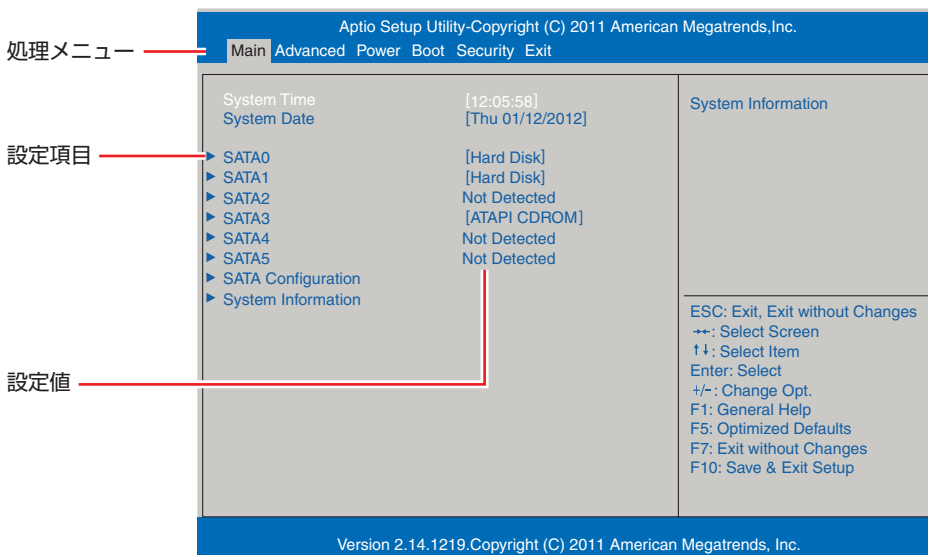 Aptio Setup Utility-Copyright (C) 2011 American Megatrends,Inc.
処理メニュー
Main Advanced Power Boot Security Exit
System Time [12:05:58]
System Date [Thu 01/12/2012]
System Information
設定項目
SATA0 [Hard Disk]
SATA1 [Hard Disk]
SATA2 Not Detected
SATA3 [ATAPI CDROM]
SATA4 Not Detected
SATA5 Not Detected
SATA Configuration
System Information
設定値
ESC: Exit, Exit without Changes
→←: Select Screen
↑↓: Select Item
Enter: Select
+/-: Change Opt.
F1: General Help
F5: Optimized Defaults
F7: Exit without Changes
F10: Save & Exit Setup
Version 2.14.1219.Copyright (C) 2011 American Megatrends, Inc.